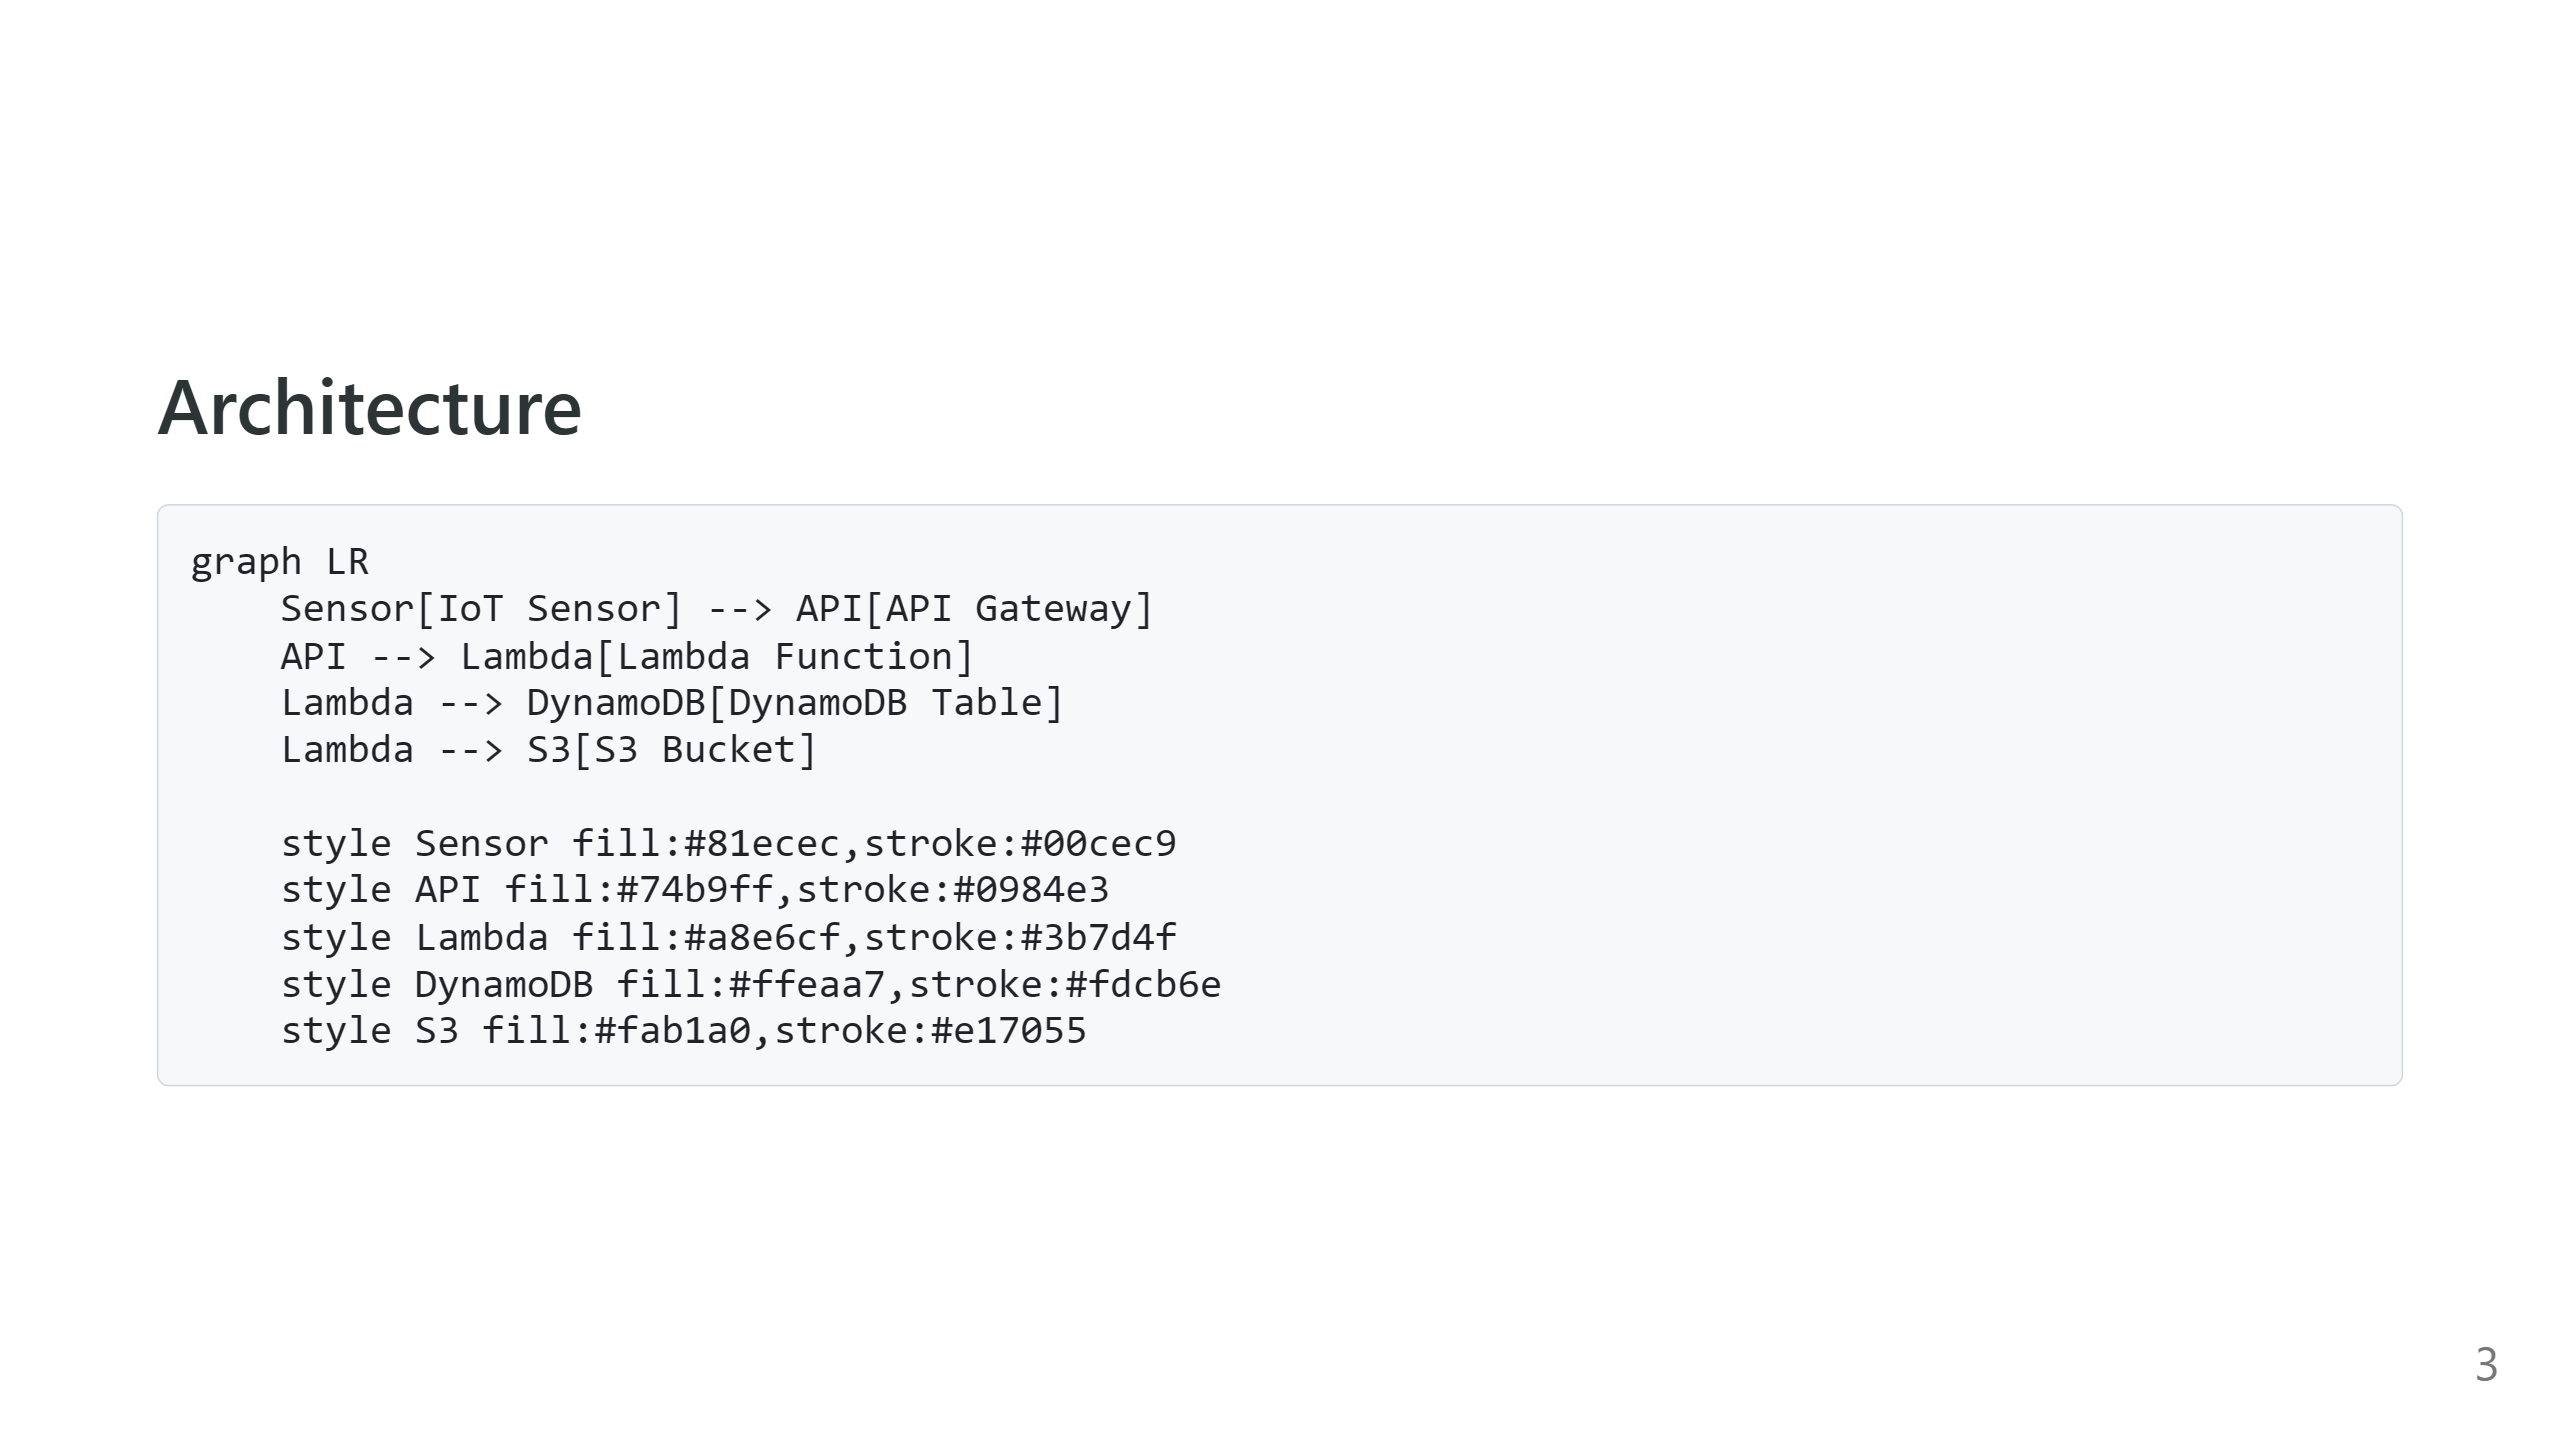 Architecture
graph LR
    Sensor[IoT Sensor] --> API[API Gateway]
    API --> Lambda[Lambda Function]
    Lambda --> DynamoDB[DynamoDB Table]
    Lambda --> S3[S3 Bucket]

    style Sensor fill:#81ecec,stroke:#00cec9
    style API fill:#74b9ff,stroke:#0984e3
    style Lambda fill:#a8e6cf,stroke:#3b7d4f
    style DynamoDB fill:#ffeaa7,stroke:#fdcb6e
    style S3 fill:#fab1a0,stroke:#e17055
3